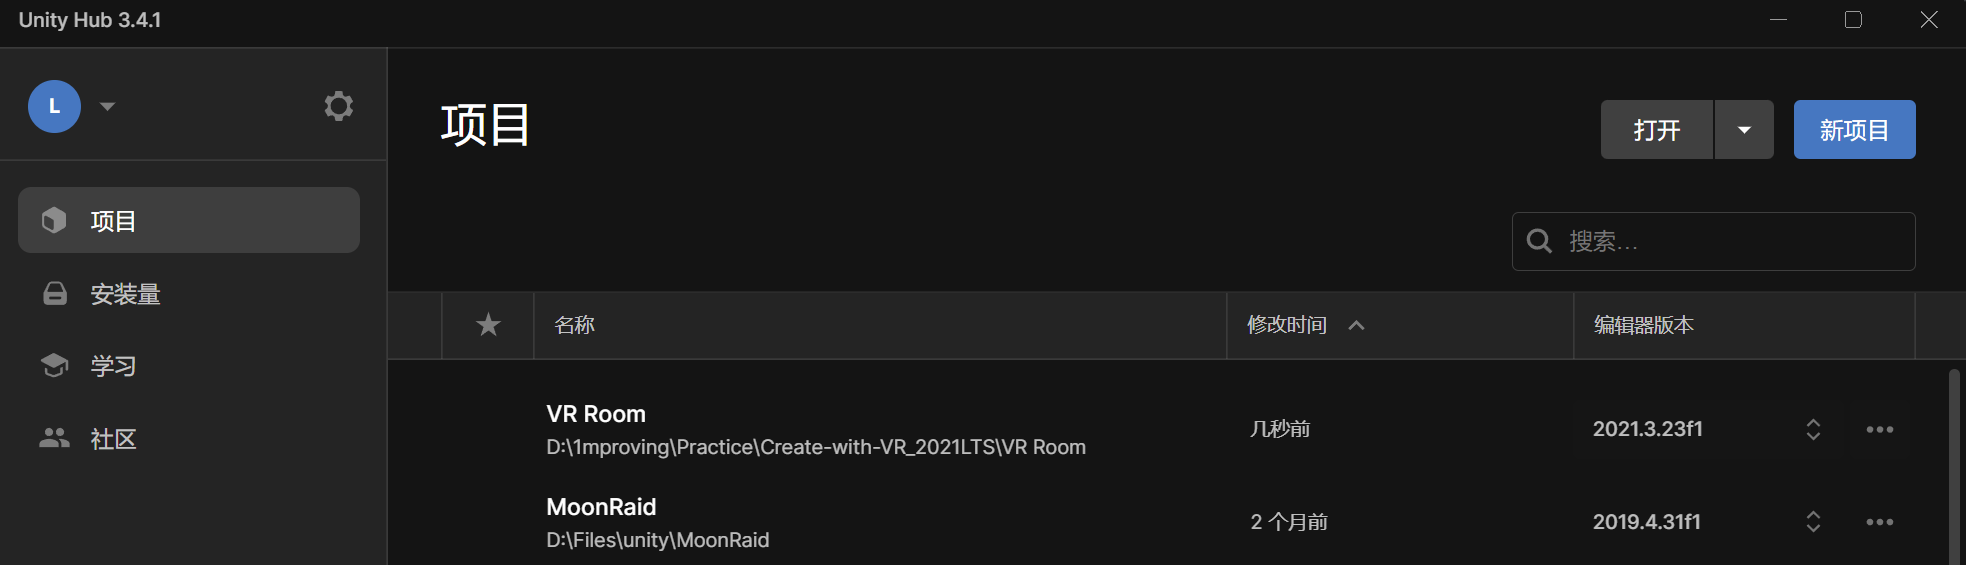 Unity Hub 3.4.1
L
项目
安装量
学习
社区
项目
打开
新项目
搜索...
名称
修改时间
编辑器版本
VR Room
D:\1mproving\Practice\Create-with-VR_2021LTS\VR Room
几秒前
2021.3.23f1
MoonRaid
D:\Files\unity\MoonRaid
2 个月前
2019.4.31f1